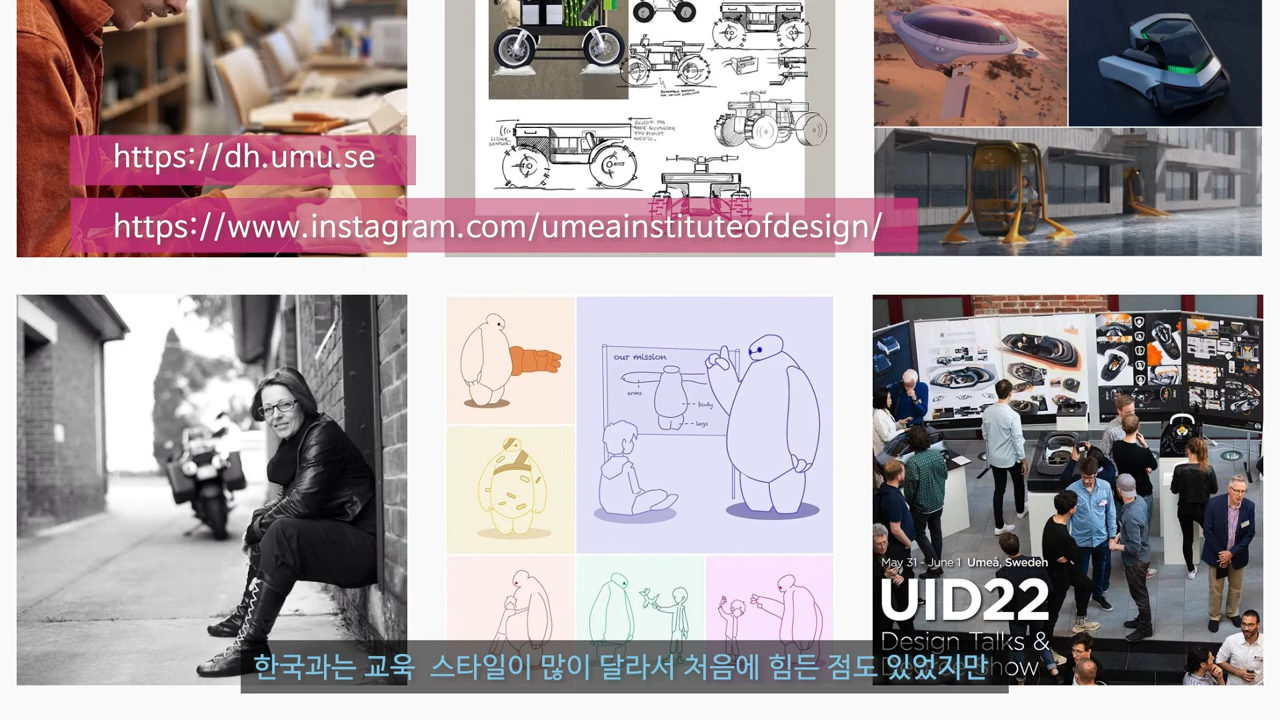 https://dh.umu.se
https://www.instagram.com/umeainstituteofdesign/
our mission
arms
body
legs
May 31 - June 1 Umeå, Sweden
UID22
Design Talks &
한국과는 교육 스타일이 많이 달라서 처음에 힘든 점도 있었지만